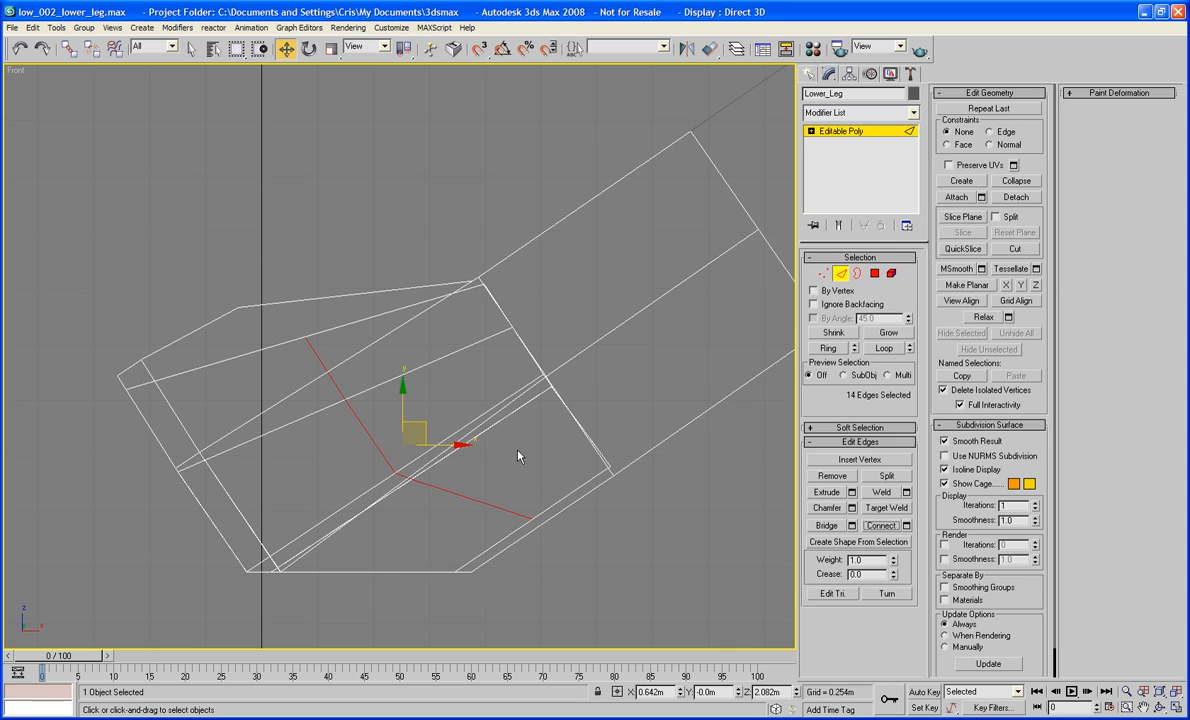 low_002_lower_leg.max - Project Folder: C:\Documents and Settings\Cris\My Documents\3dsmax - Autodesk 3ds Max 2008 - Not for Resale - Display : Direct 3D
File Edit Tools Group Views Create Modifiers reactor Animation Graph Editors Rendering Customize MAXScript Help
All View View
Front
Lower_Leg
Modifier List
Editable Poly
- Selection
By Vertex
Ignore Backfacing
By Angle: 45.0
Shrink Grow
Ring Loop
Preview Selection
Off SubObj Multi
14 Edges Selected
+ Soft Selection
- Edit Edges
Insert Vertex
Remove Split
Extrude Weld
Chamfer Target Weld
Bridge Connect
Create Shape From Selection
Weight: 1.0
Crease: 0.0
Edit Tri. Turn
- Edit Geometry
Repeat Last
Constraints
None Edge
Face Normal
Preserve UVs
Create Collapse
Attach Detach
Slice Plane Split
Slice Reset Plane
QuickSlice Cut
MSmooth Tessellate
Make Planar X Y Z
View Align Grid Align
Relax
Hide Selected Unhide All
Hide Unselected
Named Selections:
Copy Paste
Delete Isolated Vertices
Full Interactivity
- Subdivision Surface
Smooth Result
Use NURMS Subdivision
Isoline Display
Show Cage......
Display
Iterations: 1
Smoothness: 1.0
Render
Iterations: 0
Smoothness: 1.0
Separate By
Smoothing Groups
Materials
Update Options
Always
When Rendering
Manually
Update
+ Paint Deformation
y
x
z
x
< 0 / 100 >
0 5 10 15 20 25 30 35 40 45 50 55 60 65 70 75 80 85 90 95 100
1 Object Selected X: 0.642m Y: -0.0m Z: 2.082m Grid = 0.254m Auto Key Selected
Click or click-and-drag to select objects Add Time Tag Set Key Key Filters... 0